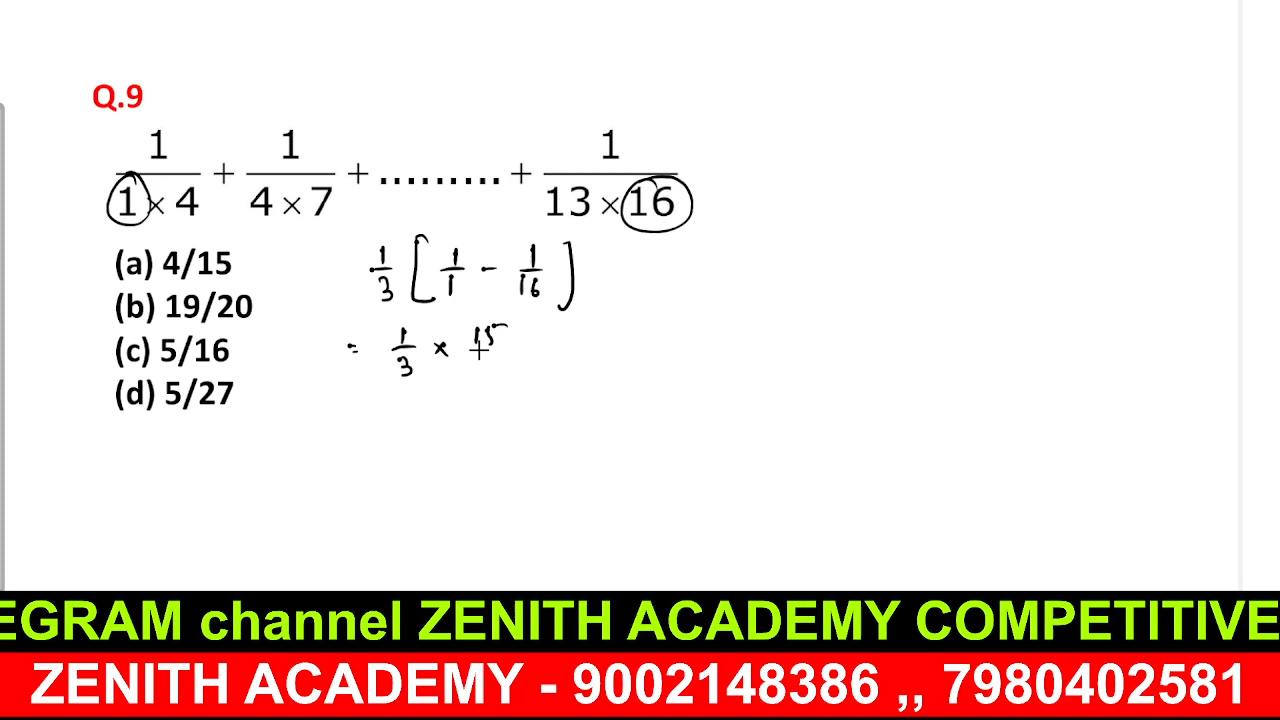 Q.9
1/(1×4) + 1/(4×7) + ......... + 1/(13×16)
(a) 4/15
(b) 19/20
(c) 5/16
(d) 5/27
1/3 [ 1/1 - 1/16 ]
= 1/3 × 15
EGRAM channel ZENITH ACADEMY COMPETITIVE
ZENITH ACADEMY - 9002148386 ,, 7980402581